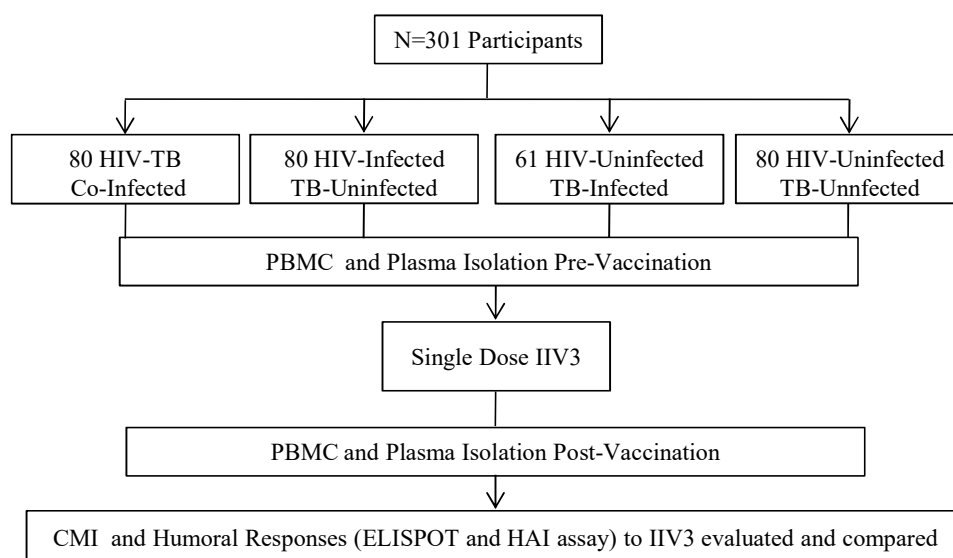 N=301 Participants
80 HIV-TB
Co-Infected
80 HIV-Infected
TB-Uninfected
61 HIV-Uninfected
TB-Infected
80 HIV-Uninfected
TB-Unnfected
PBMC and Plasma Isolation Pre-Vaccination
Single Dose IIV3
PBMC and Plasma Isolation Post-Vaccination
CMI and Humoral Responses (ELISPOT and HAI assay) to IIV3 evaluated and compared